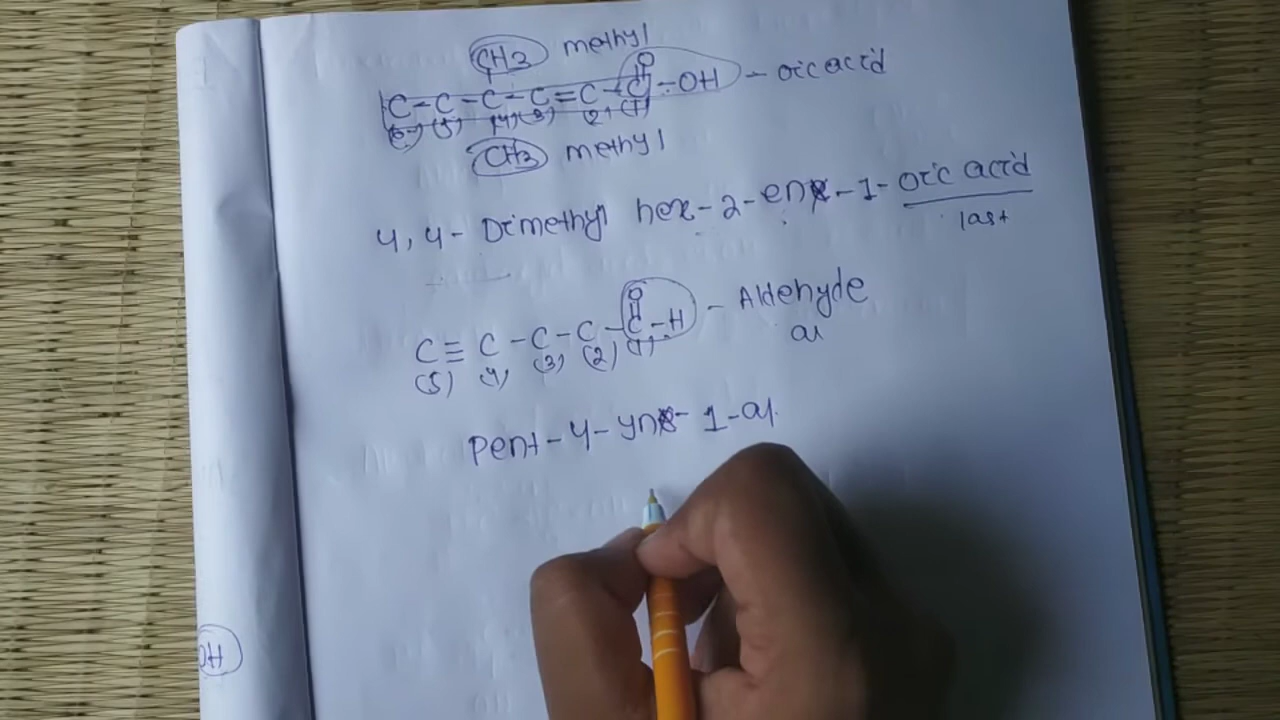 CH3 methyl
O
C-C-C-C=C-C-OH - oic acid
(6) (5) (4) (3) (2) (1)
CH3 methyl
4,4- Dimethyl hex-2-en-1-oic acid
last
O
C≡C-C-C-C-H - Aldehyde
(5) (4) (3) (2) (1) al
Pent-4-yn-1-al
OH